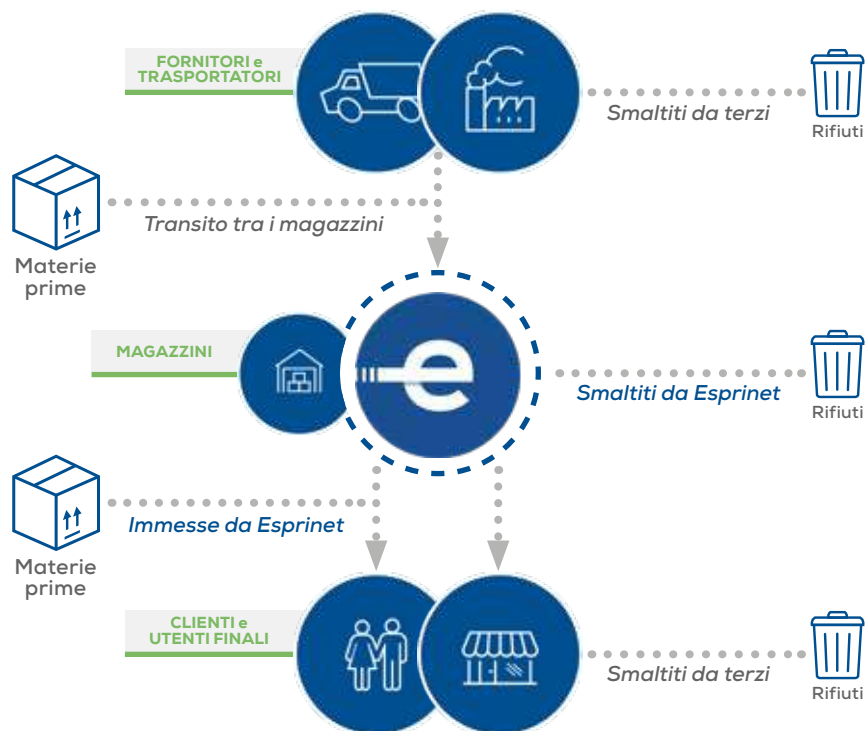 FORNITORI e
TRASPORTATORI
Smaltiti da terzi
Rifiuti
Transito tra i magazzini
Materie
prime
MAGAZZINI
e
Smaltiti da Esprinet
Rifiuti
Immesse da Esprinet
Materie
prime
CLIENTI e
UTENTI FINALI
Smaltiti da terzi
Rifiuti